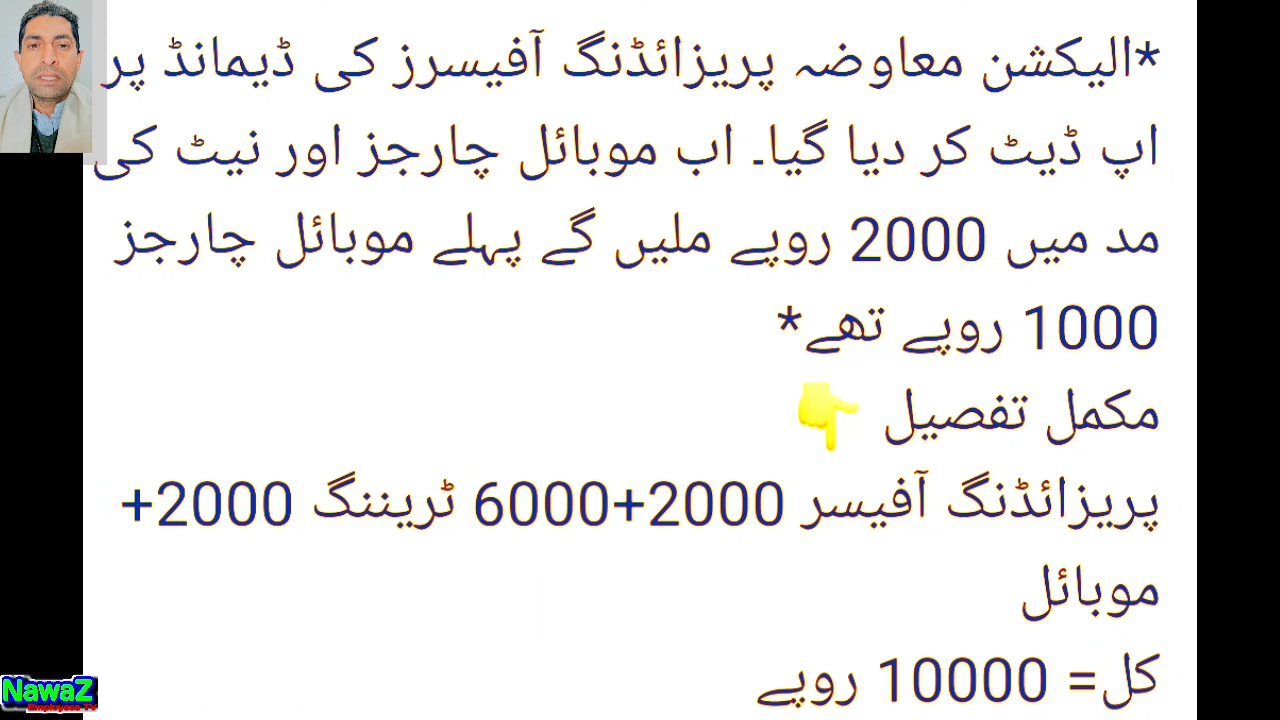 *الیکشن معاوضہ پریزائڈنگ آفیسرز کی ڈیمانڈ پر
اپ ڈیٹ کر دیا گیا۔ اب موبائل چارجز اور نیٹ کی
مد میں 2000 روپے ملیں گے پہلے موبائل چارجز
1000 روپے تھے*
مکمل تفصیل 👇
پریزائڈنگ آفیسر 2000+6000 ٹریننگ 2000+
موبائل
کل= 10000 روپے
NawaZ
Employees TV